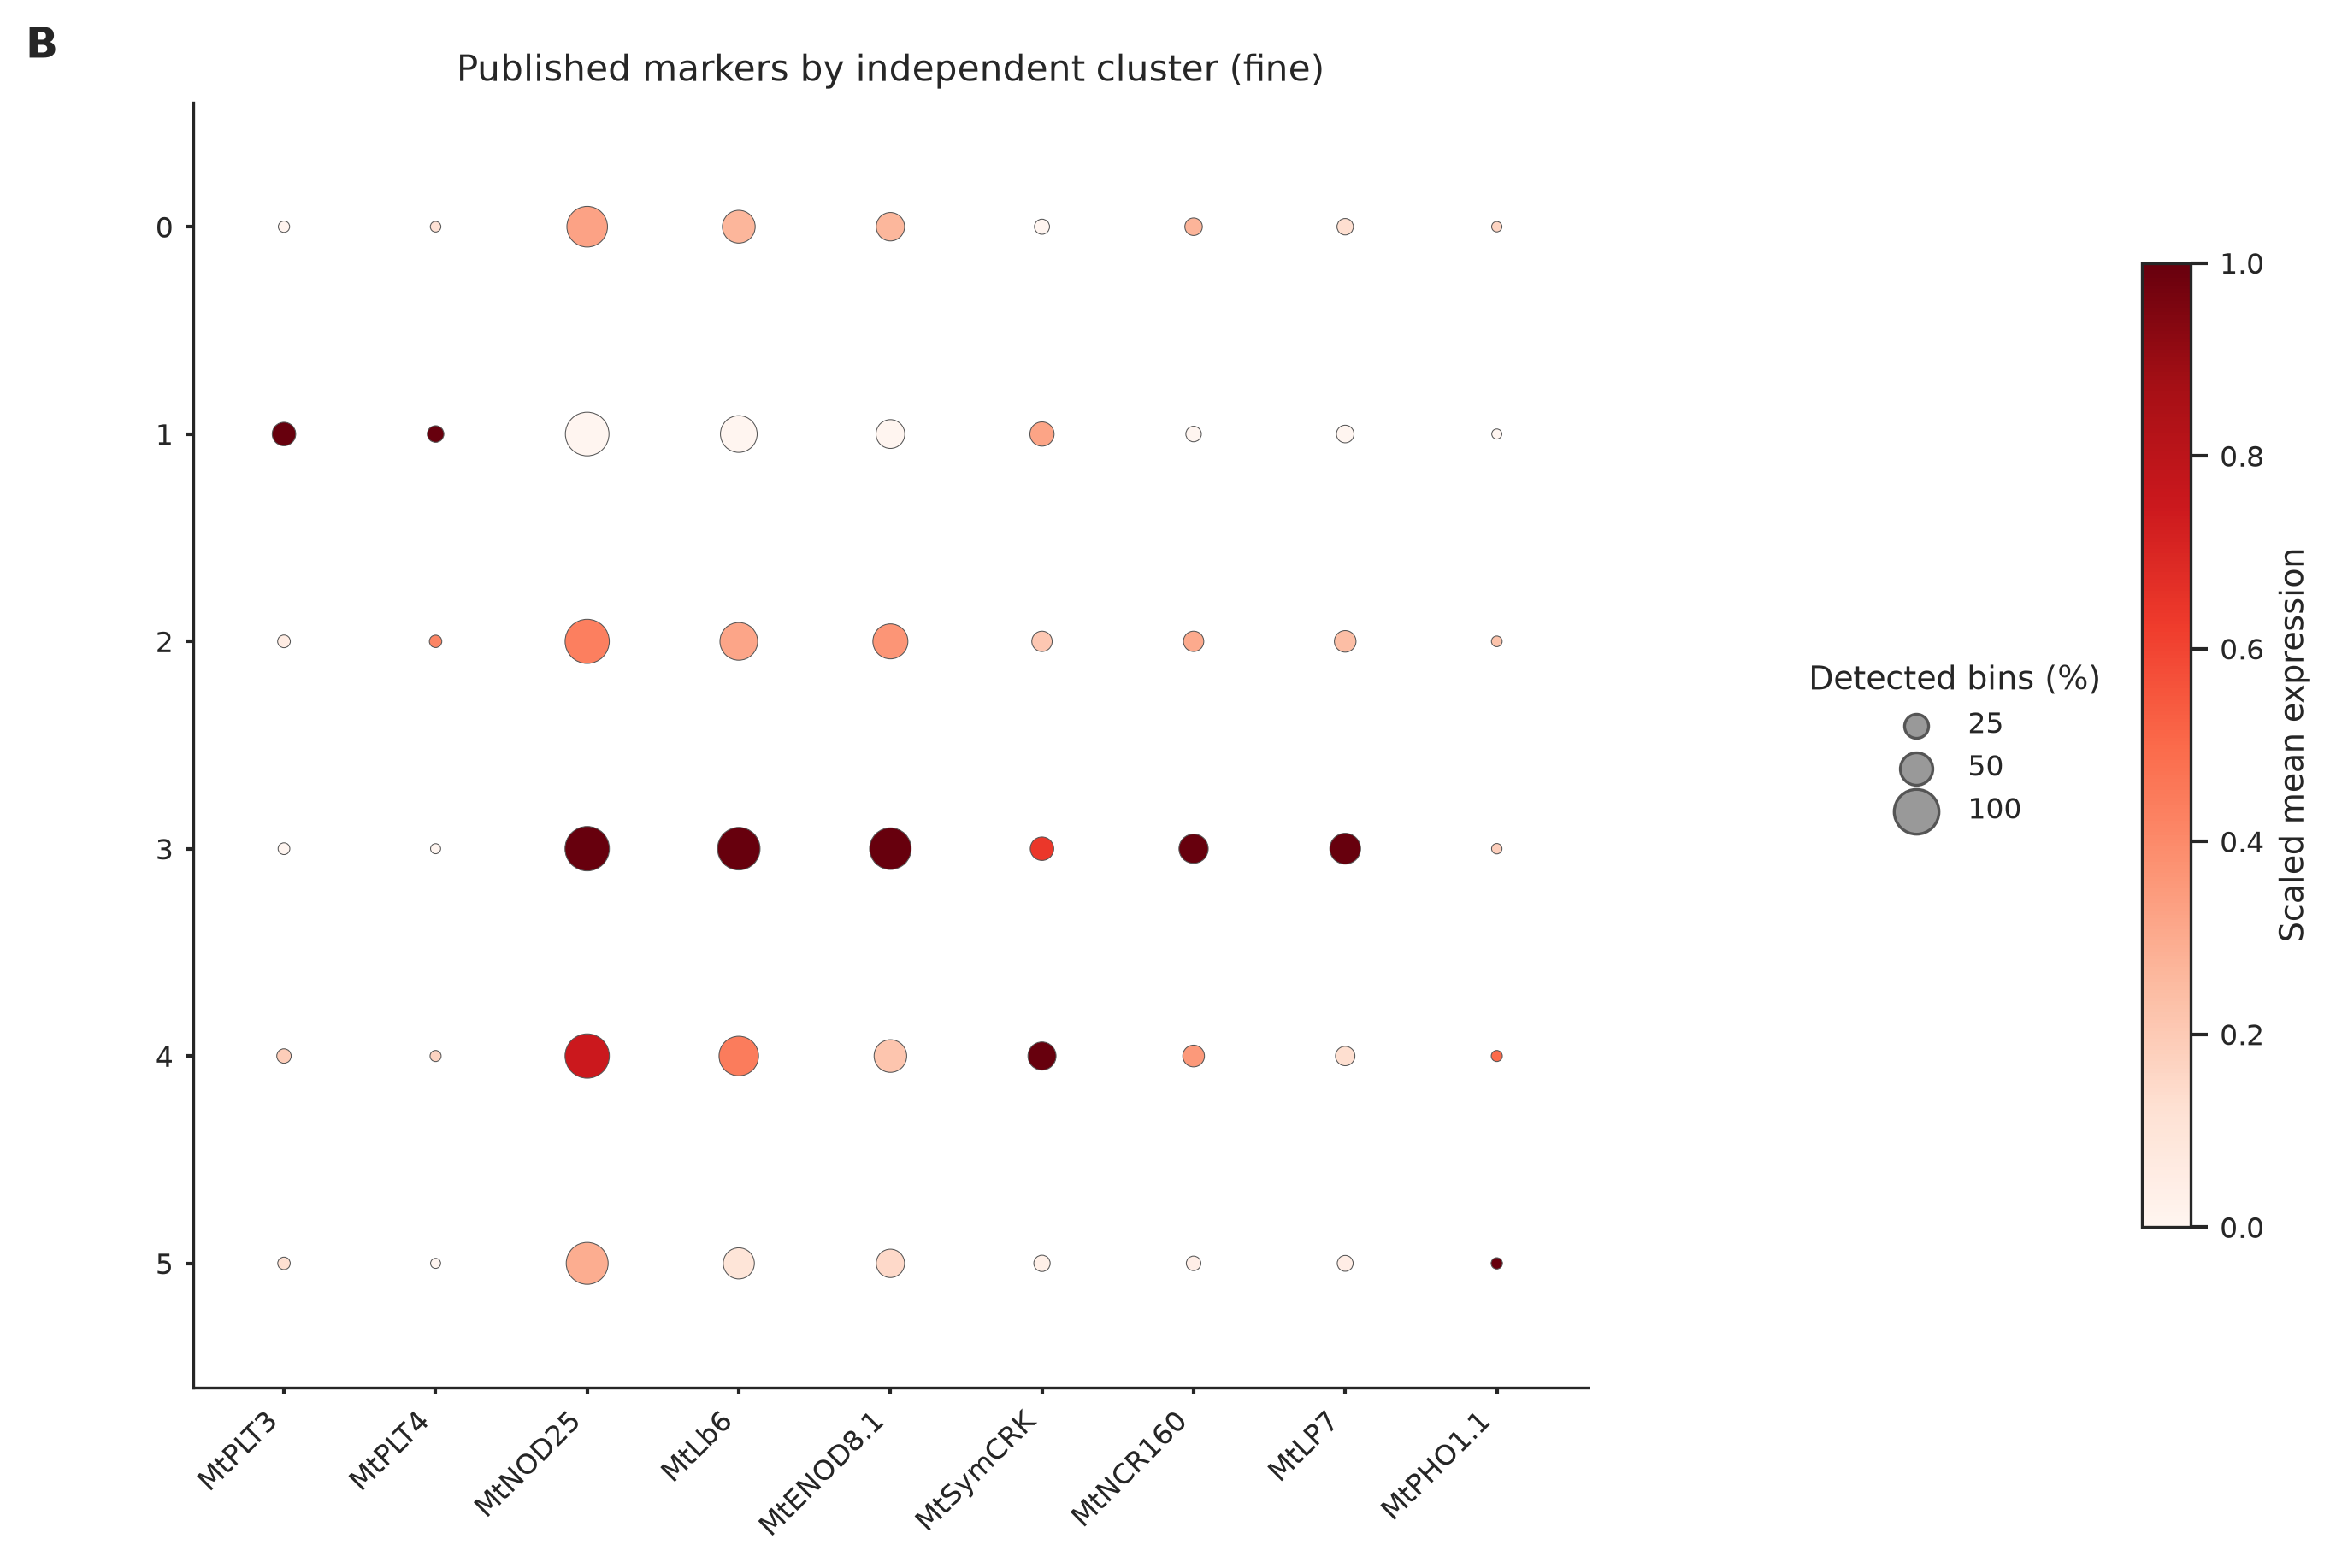 B
Published markers by independent cluster (fine)
0
1
2
3
4
5
MtPLT3
MtPLT4
MtNOD25
MtLb6
MtENOD8.1
MtSymCRK
MtNCR160
MtLP7
MtPHO1.1
Detected bins (%)
25
50
100
1.0
0.8
0.6
0.4
0.2
0.0
Scaled mean expression